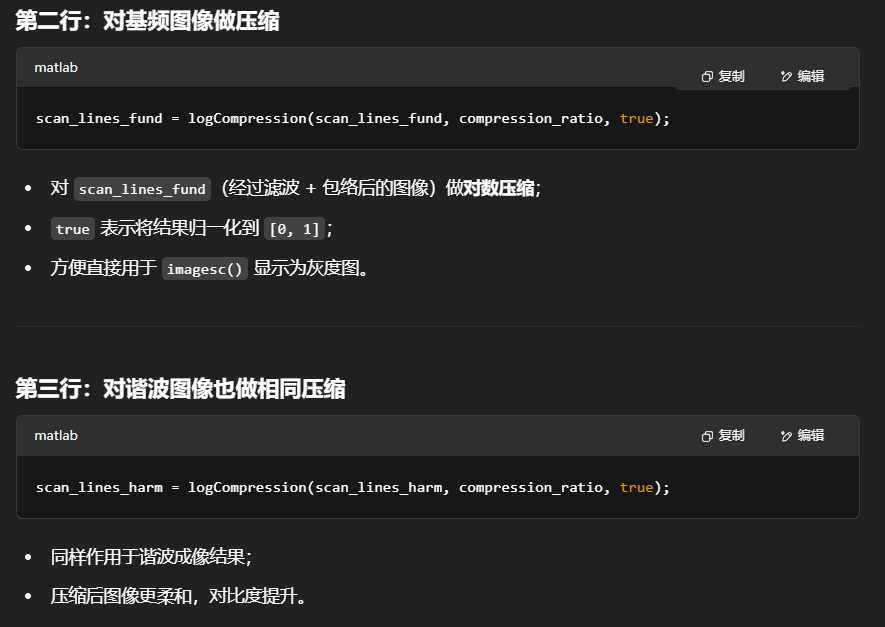 第二行：对基频图像做压缩
matlab
复制
编辑
scan_lines_fund = logCompression(scan_lines_fund, compression_ratio, true);
对 scan_lines_fund（经过滤波 + 包络后的图像）做对数压缩；
true 表示将结果归一化到 [0, 1]；
方便直接用于 imagesc() 显示为灰度图。
第三行：对谐波图像也做相同压缩
matlab
复制
编辑
scan_lines_harm = logCompression(scan_lines_harm, compression_ratio, true);
同样作用于谐波成像结果；
压缩后图像更柔和，对比度提升。